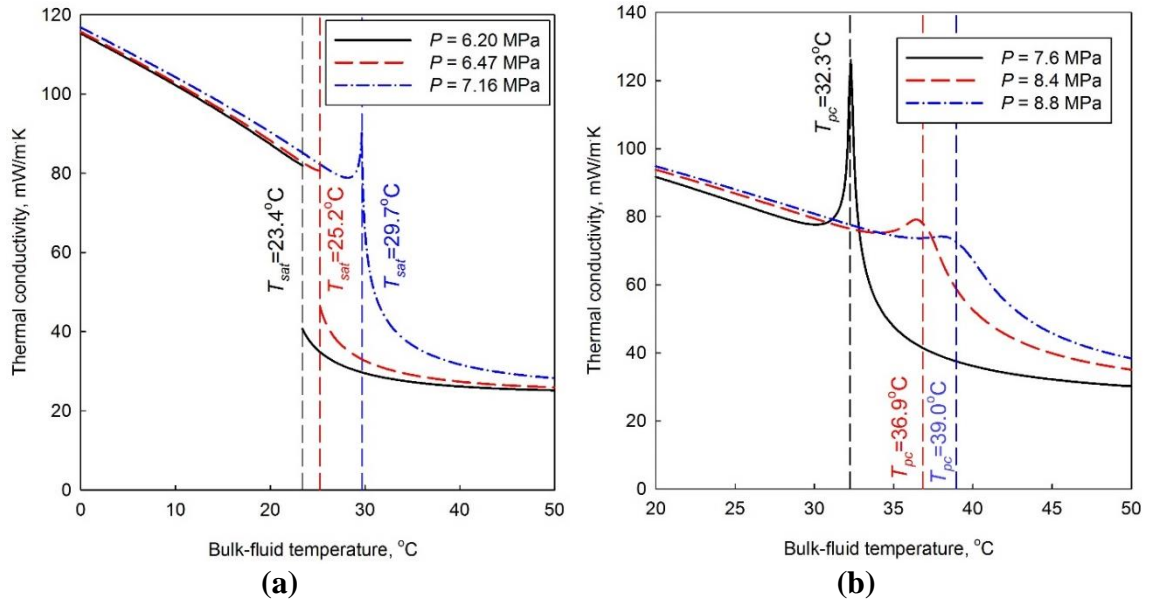 120
100
80
60
40
20
0
Thermal conductivity, mW/m·K
P = 6.20 MPa
P = 6.47 MPa
P = 7.16 MPa
T_sat=23.4°C
T_sat=25.2°C
T_sat=29.7°C
0 10 20 30 40 50
Bulk-fluid temperature, °C
(a)
140
120
100
80
60
40
20
0
Thermal conductivity, mW/m·K
P = 7.6 MPa
P = 8.4 MPa
P = 8.8 MPa
T_pc=32.3°C
T_pc=36.9°C
T_pc=39.0°C
20 25 30 35 40 45 50
Bulk-fluid temperature, °C
(b)